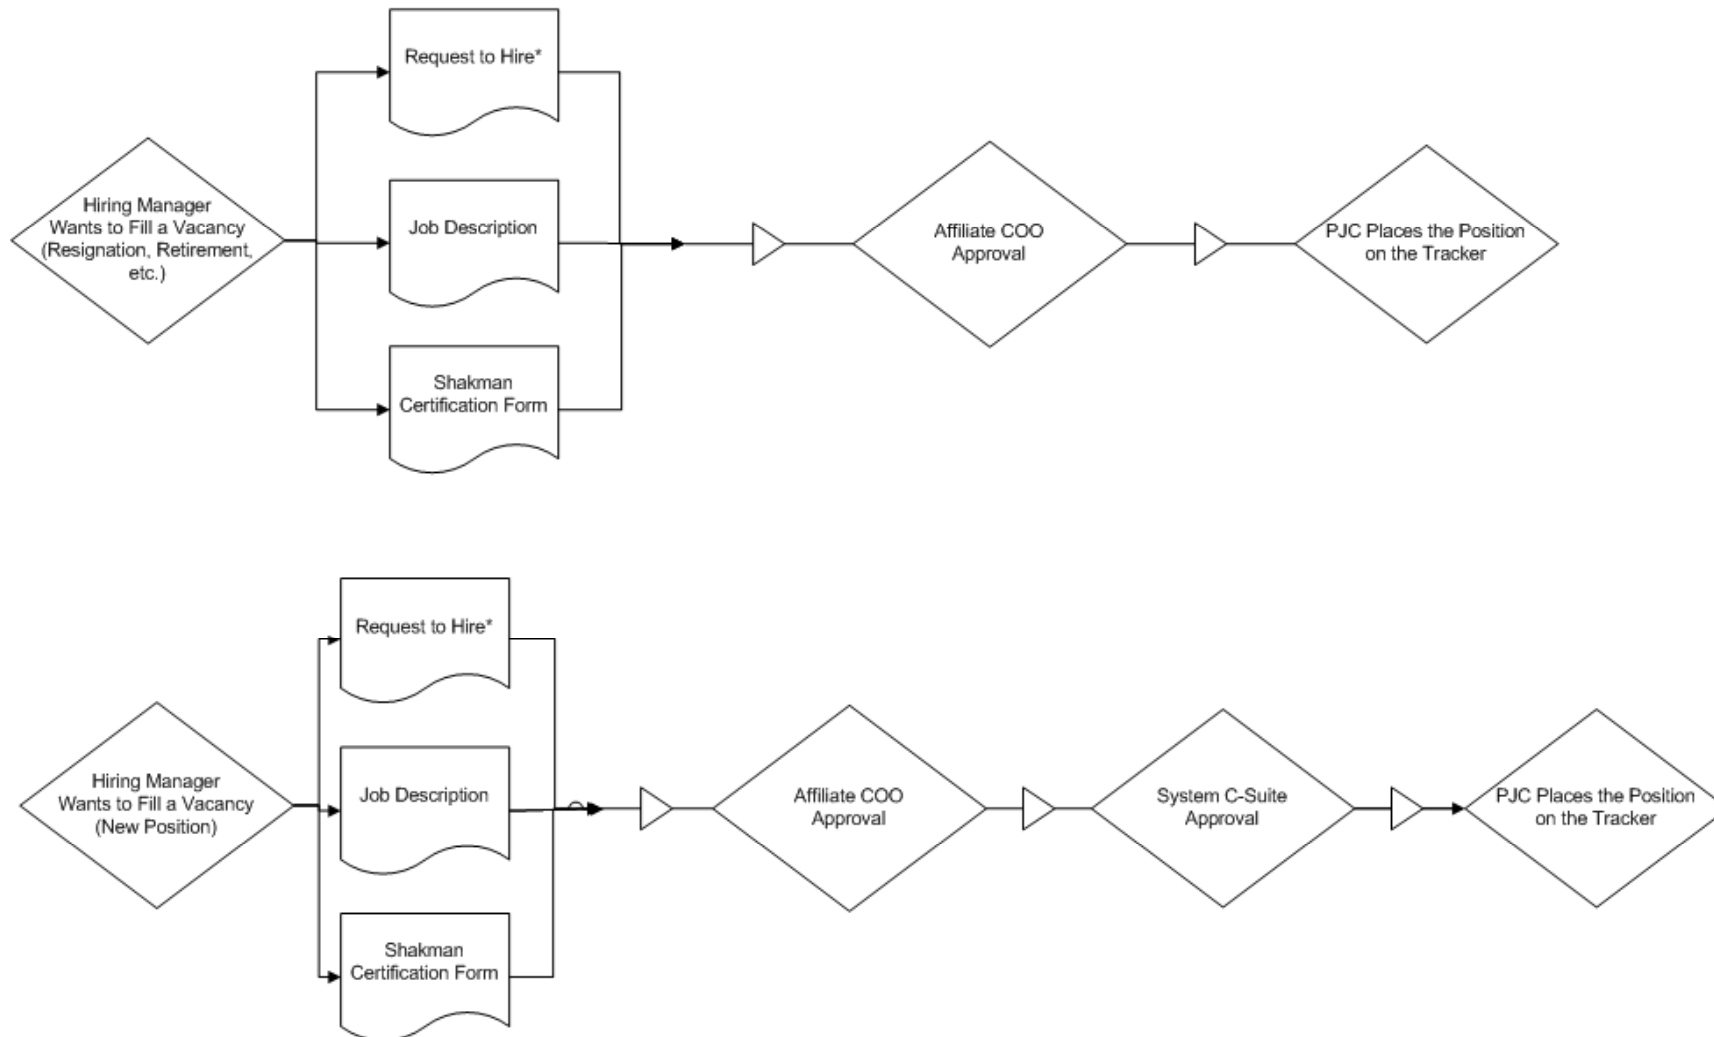 Request to Hire*
Hiring Manager
Wants to Fill a Vacancy
(Resignation, Retirement,
etc.)
Job Description
Shakman
Certification Form
Affiliate COO
Approval
PJC Places the Position
on the Tracker
Request to Hire*
Hiring Manager
Wants to Fill a Vacancy
(New Position)
Job Description
Shakman
Certification Form
Affiliate COO
Approval
System C-Suite
Approval
PJC Places the Position
on the Tracker